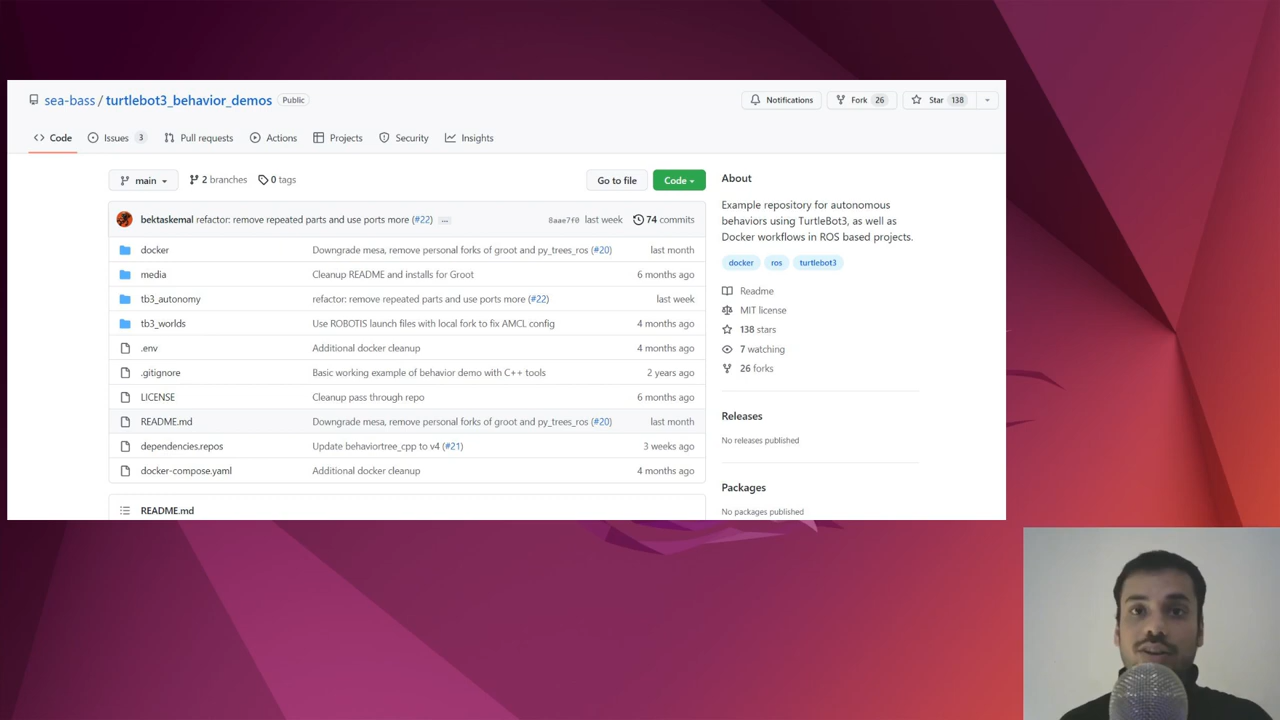 sea-bass / turtlebot3_behavior_demos Public
Notifications Fork 26 Star 138
Code Issues 3 Pull requests Actions Projects Security Insights
main 2 branches 0 tags Go to file Code
bektaskemal refactor: remove repeated parts and use ports more (#22) ... 8aae7f0 last week 74 commits
docker Downgrade mesa, remove personal forks of groot and py_trees_ros (#20) last month
media Cleanup README and installs for Groot 6 months ago
tb3_autonomy refactor: remove repeated parts and use ports more (#22) last week
tb3_worlds Use ROBOTIS launch files with local fork to fix AMCL config 4 months ago
.env Additional docker cleanup 4 months ago
.gitignore Basic working example of behavior demo with C++ tools 2 years ago
LICENSE Cleanup pass through repo 6 months ago
README.md Downgrade mesa, remove personal forks of groot and py_trees_ros (#20) last month
dependencies.repos Update behaviortree_cpp to v4 (#21) 3 weeks ago
docker-compose.yaml Additional docker cleanup 4 months ago
README.md
About
Example repository for autonomous
behaviors using TurtleBot3, as well as
Docker workflows in ROS based projects.
docker ros turtlebot3
Readme
MIT license
138 stars
7 watching
26 forks
Releases
No releases published
Packages
No packages published